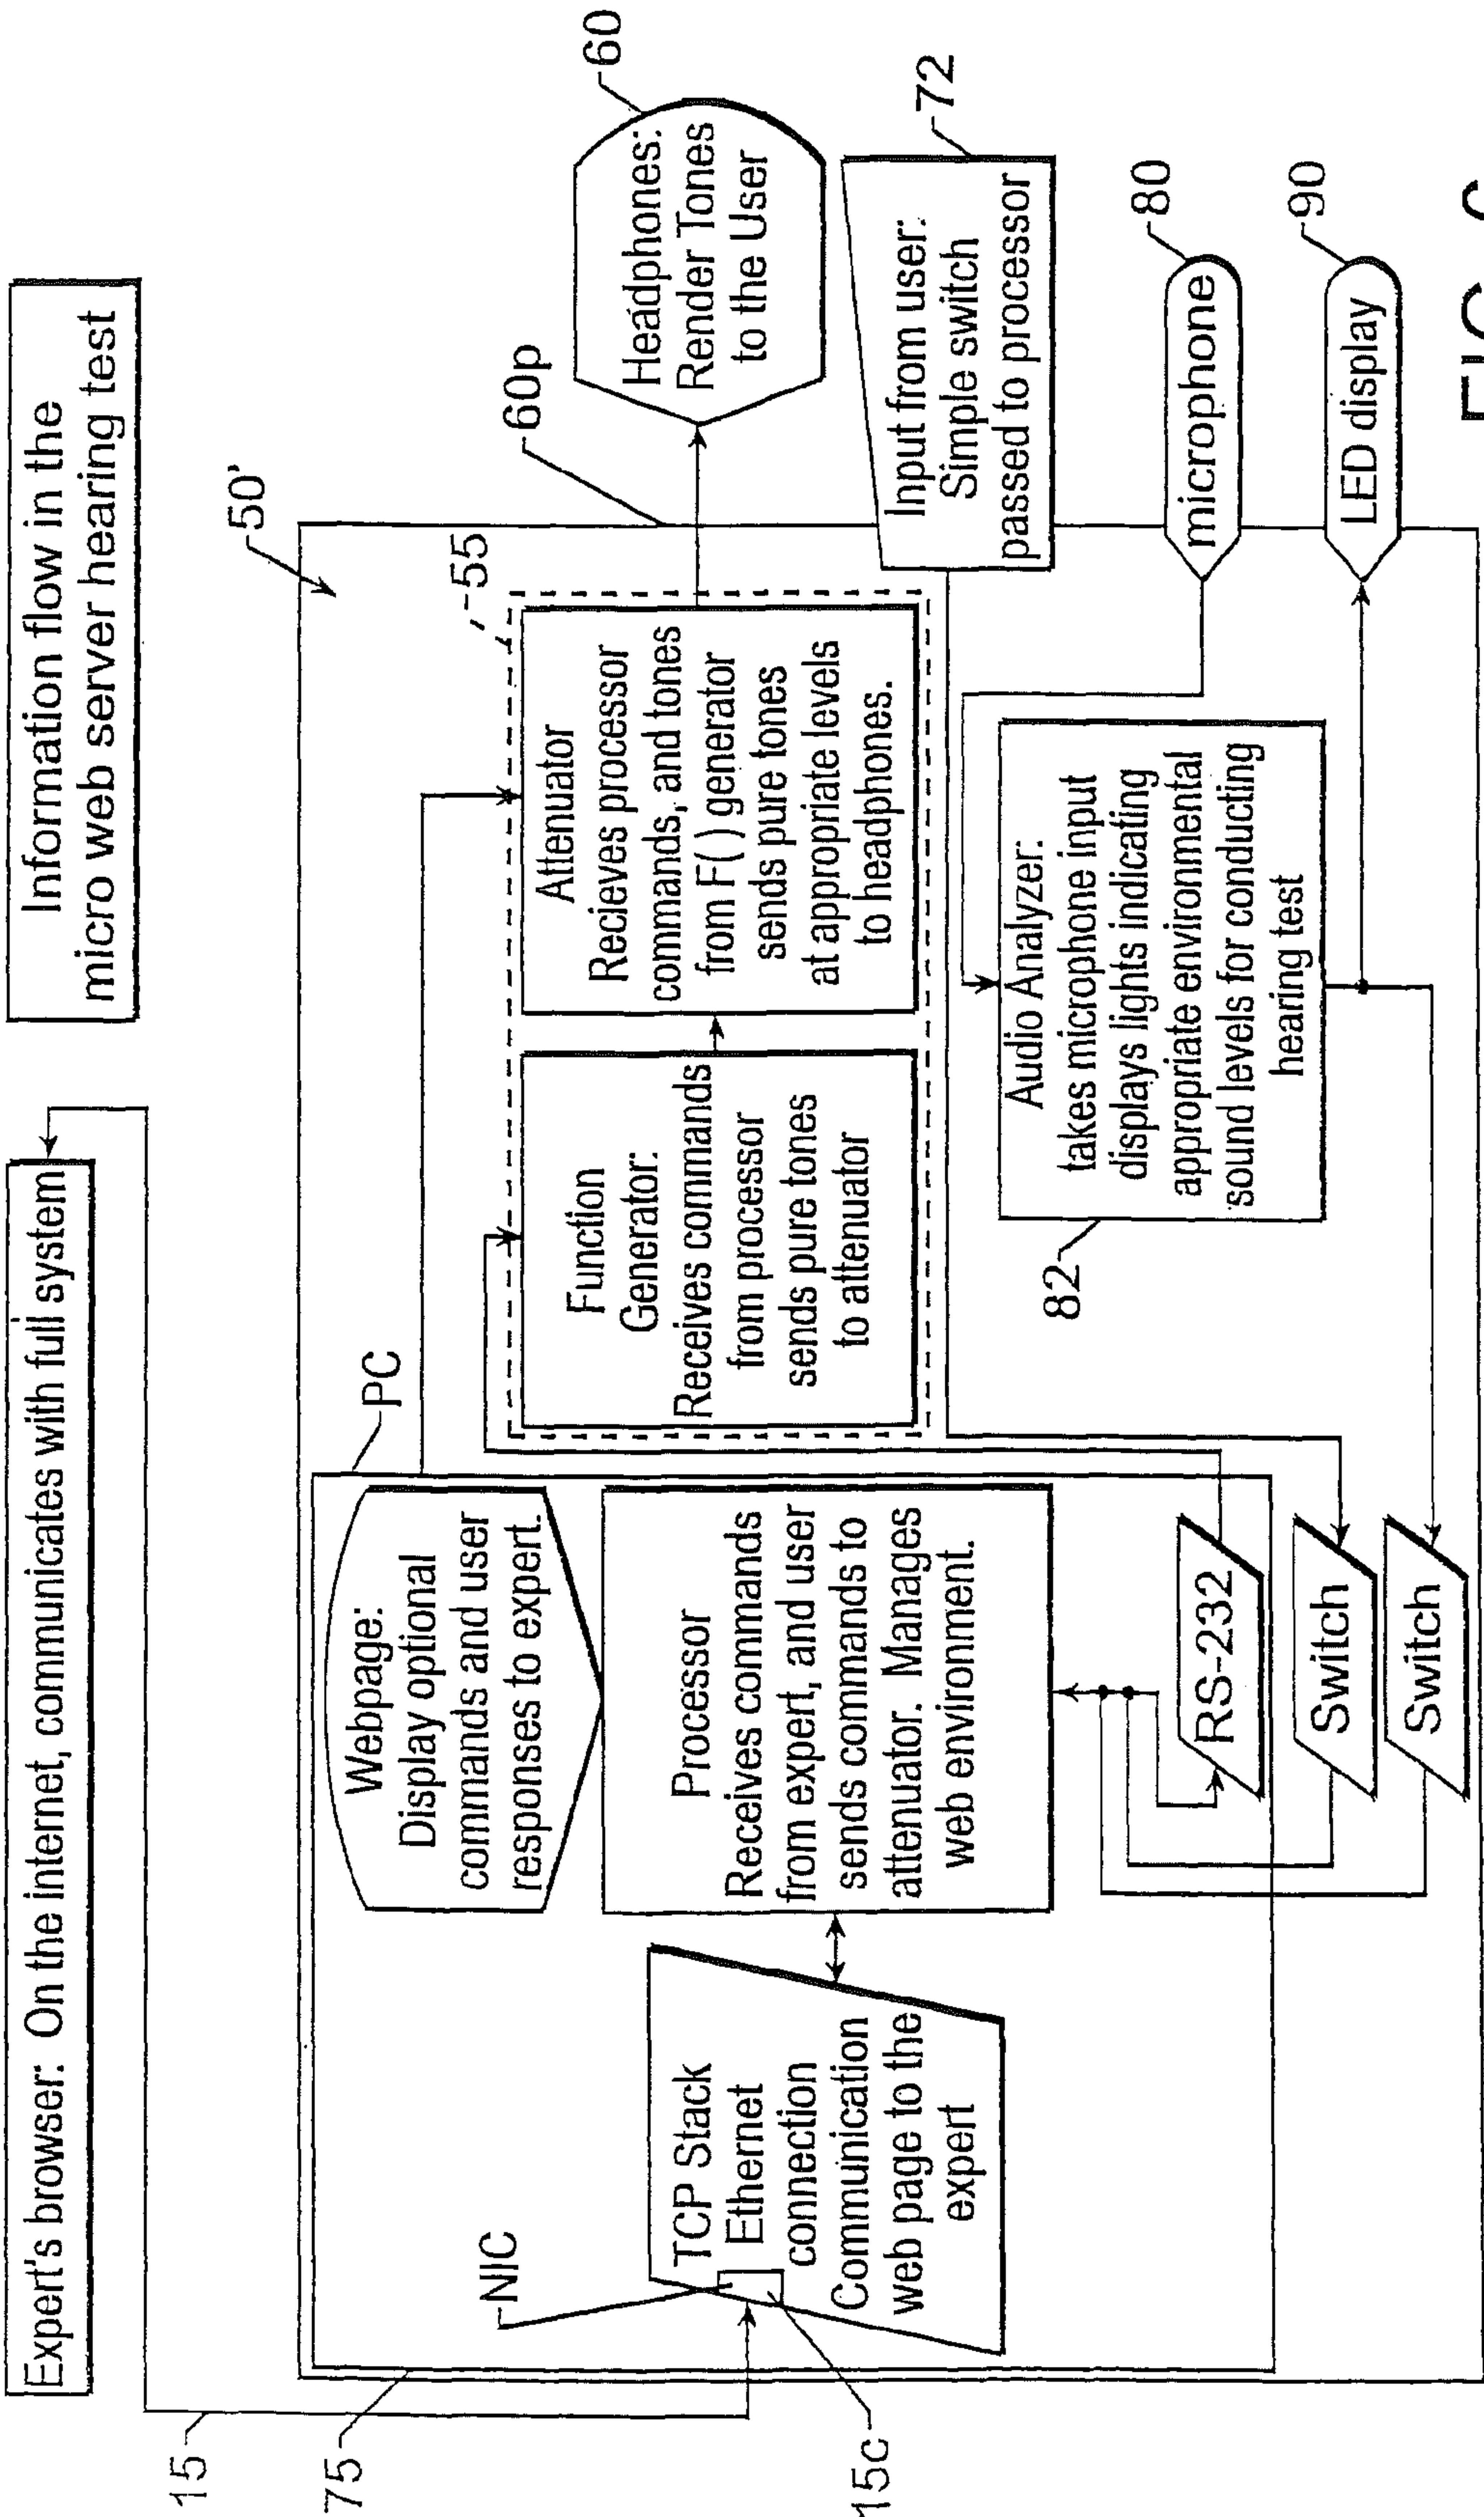 Expert's browser: On the internet, communicates with full system
Information flow in the
micro web server hearing test
15
75
NIC
15c
TCP Stack
Ethernet
connection
Communication
web page to the
expert
PC
Webpage:
Display optional
commands and user
responses to expert.
Processor
Receives commands
from expert, and user
sends commands to
attenuator. Manages
web environment.
RS-232
Switch
Switch
50'
55
Function
Generator:
Receives commands
from processor
sends pure tones
to attenuator
Attenuator
Recieves processor
commands, and tones
from F( ) generator
sends pure tones
at appropriate levels
to headphones.
82
Audio Analyzer:
takes microphone input
displays lights indicating
appropriate environmental
sound levels for conducting
hearing test
60p
60
Headphones:
Render Tones
to the User
72
Input from user:
Simple switch
passed to processor
80
microphone
90
LED display